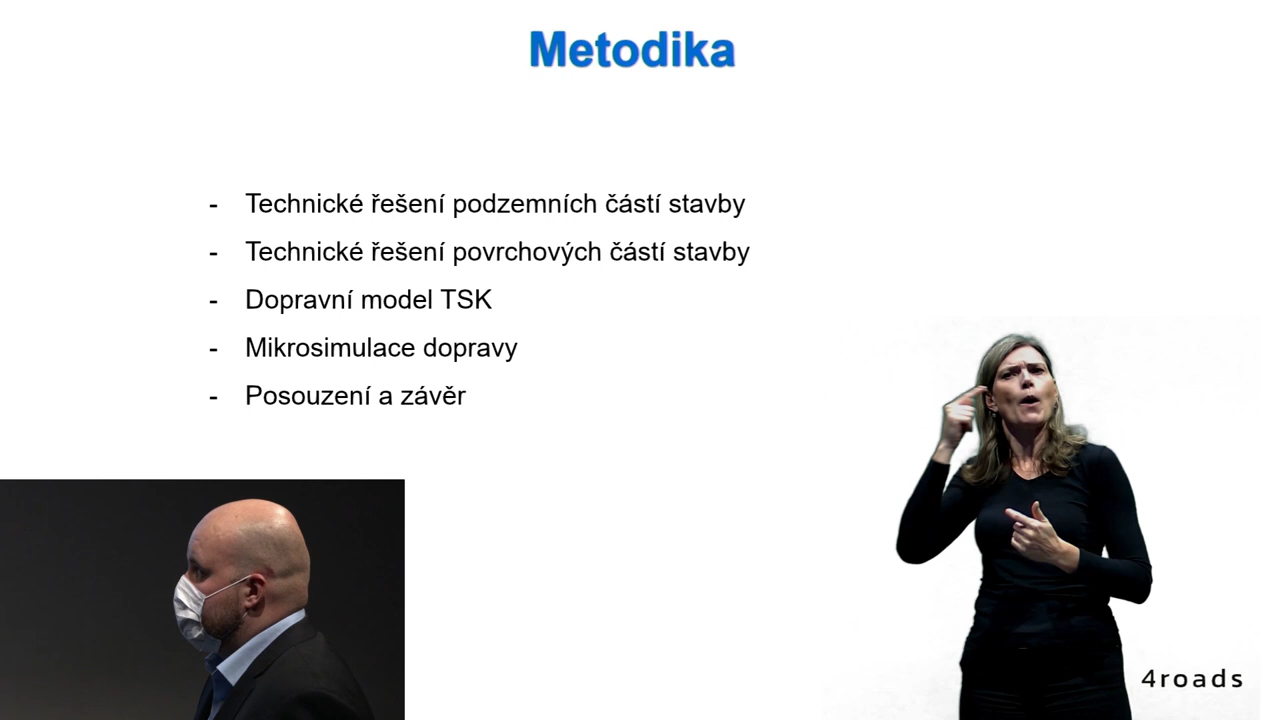 Metodika
- Technické řešení podzemních částí stavby
- Technické řešení povrchových částí stavby
- Dopravní model TSK
- Mikrosimulace dopravy
- Posouzení a závěr
4roads